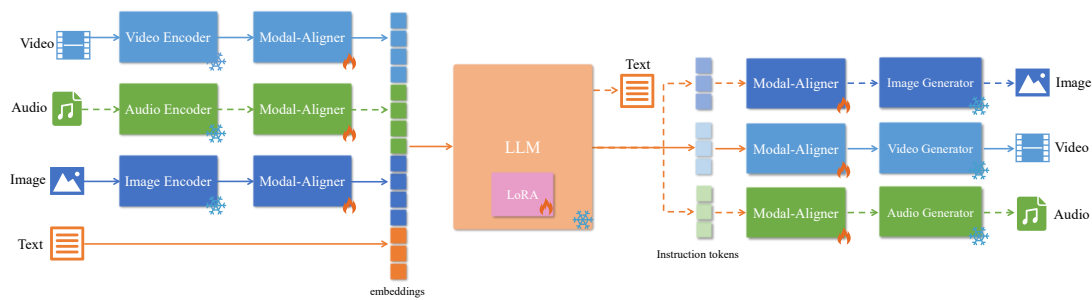 Video
Video Encoder
Modal-Aligner
Audio
Audio Encoder
Modal-Aligner
Image
Image Encoder
Modal-Aligner
Text
embeddings
LLM
LoRA
Text
Instruction tokens
Modal-Aligner
Image Generator
Image
Modal-Aligner
Video Generator
Video
Modal-Aligner
Audio Generator
Audio